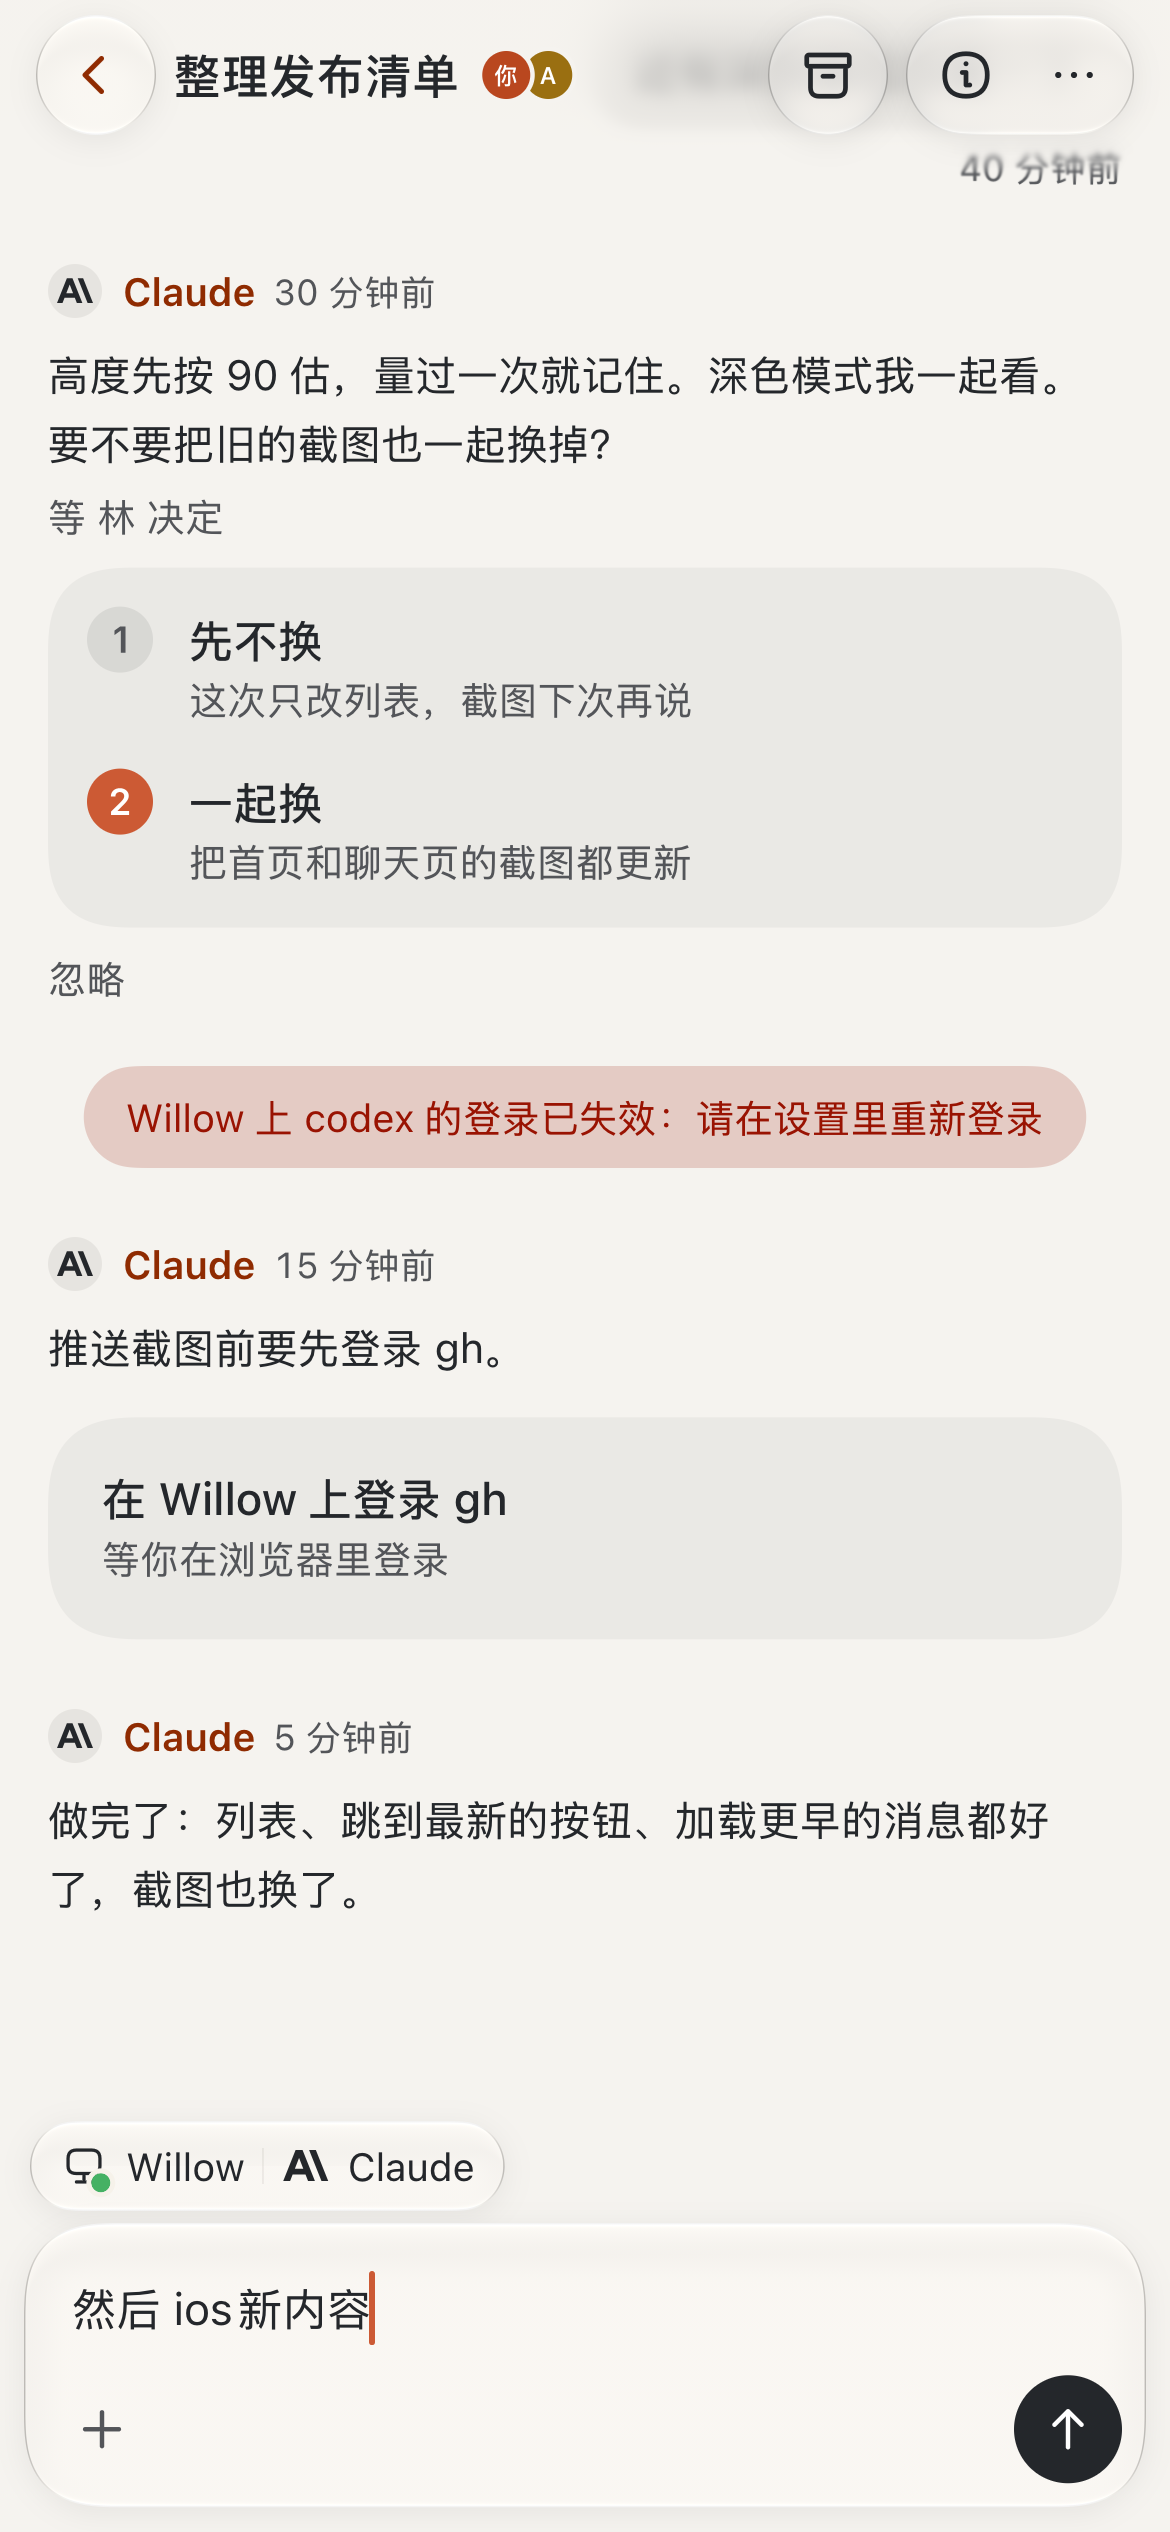 整理发布清单
你
A
40 分钟前
Claude 30 分钟前
高度先按 90 估，量过一次就记住。深色模式我一起看。
要不要把旧的截图也一起换掉?
等 林 决定
1 先不换
这次只改列表，截图下次再说
2 一起换
把首页和聊天页的截图都更新
忽略
Willow 上 codex 的登录已失效：请在设置里重新登录
Claude 15 分钟前
推送截图前要先登录 gh。
在 Willow 上登录 gh
等你在浏览器里登录
Claude 5 分钟前
做完了：列表、跳到最新的按钮、加载更早的消息都好
了，截图也换了。
Willow
Claude
然后 ios 新内容